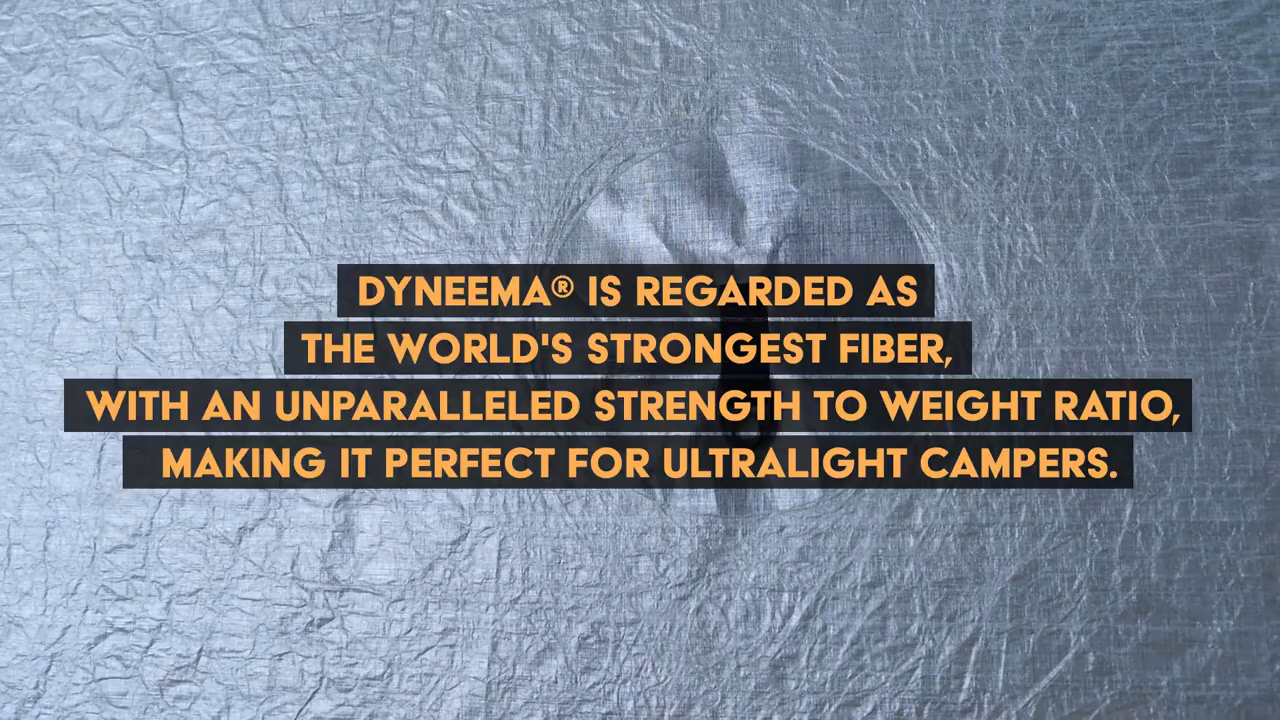 DYNEEMA® IS REGARDED AS
THE WORLD'S STRONGEST FIBER,
WITH AN UNPARALLELED STRENGTH TO WEIGHT RATIO,
MAKING IT PERFECT FOR ULTRALIGHT CAMPERS.